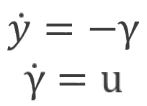 ẏ = −γ
γ̇ = u